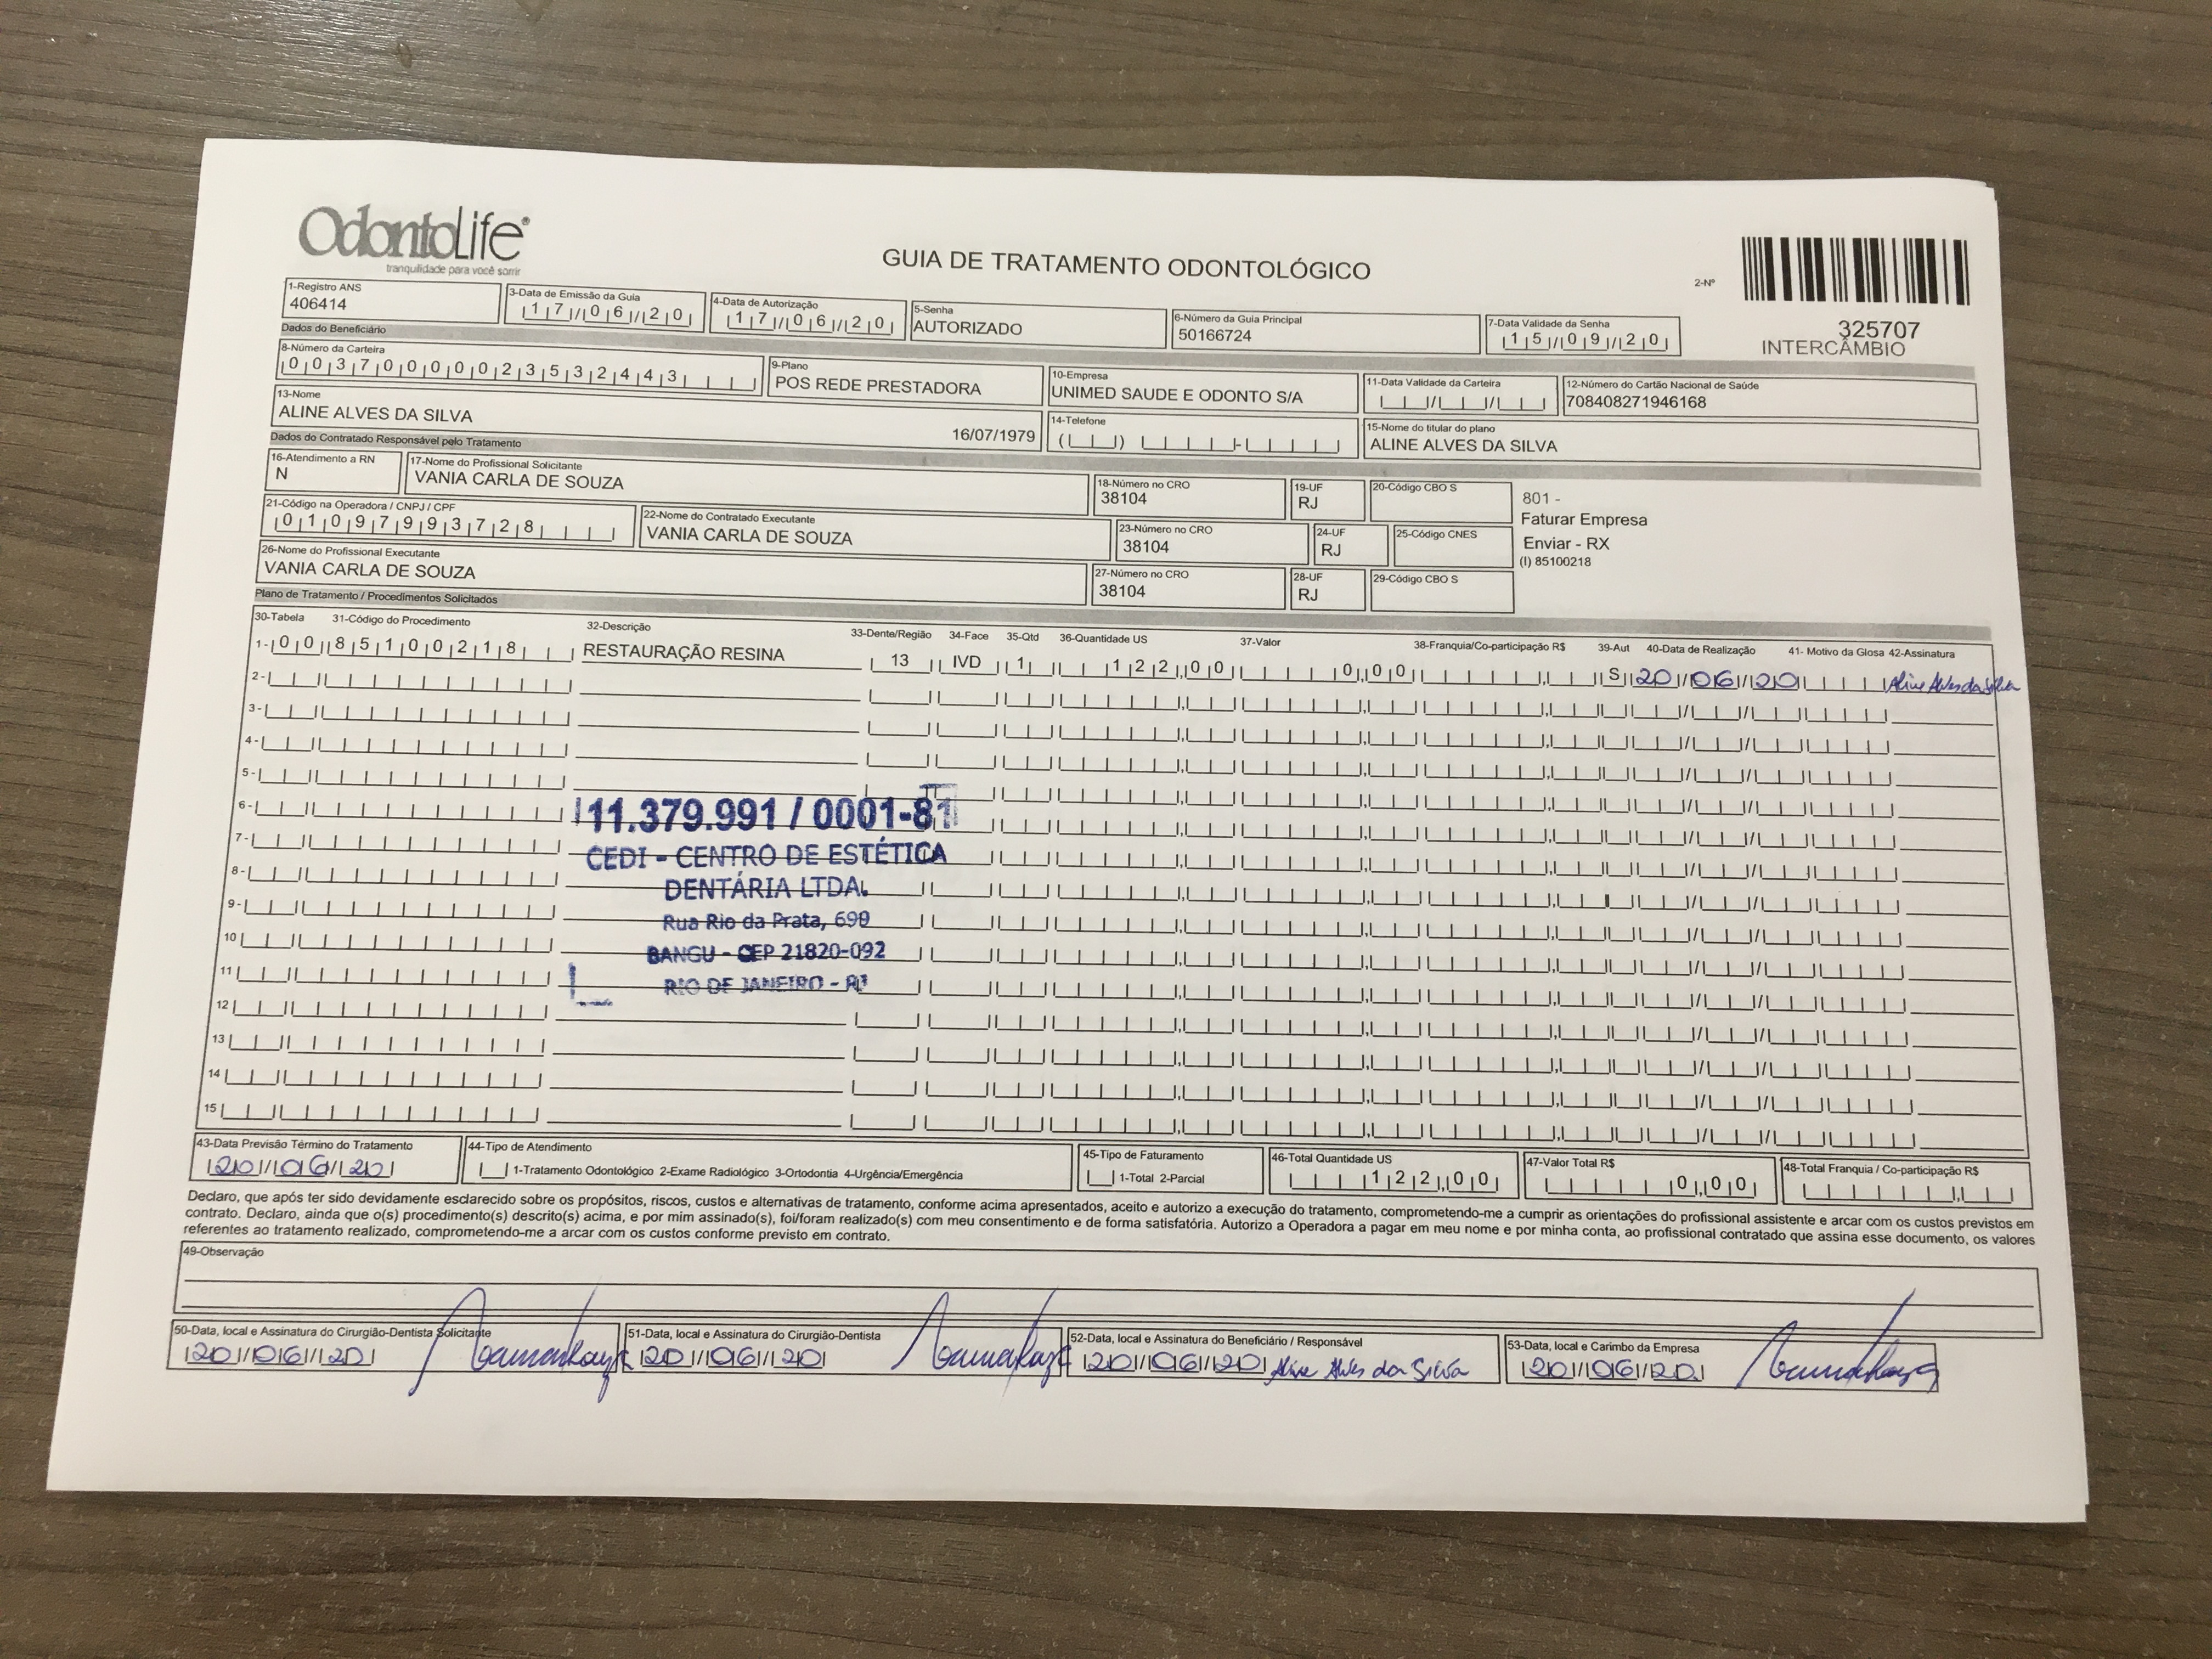 OdontoLife®
tranquilidade para você sorrir
GUIA DE TRATAMENTO ODONTOLÓGICO
2-Nº
325707
INTERCÂMBIO
1-Registro ANS
406414
3-Data de Emissão da Guia
17/06/20
4-Data de Autorização
17/06/20
5-Senha
AUTORIZADO
6-Número da Guia Principal
50166724
7-Data Validade da Senha
15/09/20
Dados do Beneficiário
8-Número da Carteira
00370000023532443
9-Plano
POS REDE PRESTADORA
10-Empresa
UNIMED SAUDE E ODONTO S/A
11-Data Validade da Carteira
12-Número do Cartão Nacional de Saúde
708408271946168
13-Nome
ALINE ALVES DA SILVA 16/07/1979
14-Telefone
15-Nome do titular do plano
ALINE ALVES DA SILVA
Dados do Contratado Responsável pelo Tratamento
16-Atendimento a RN
N
17-Nome do Profissional Solicitante
VANIA CARLA DE SOUZA
18-Número no CRO
38104
19-UF
RJ
20-Código CBO S
21-Código na Operadora / CNPJ / CPF
01097993728
22-Nome do Contratado Executante
VANIA CARLA DE SOUZA
23-Número no CRO
38104
24-UF
RJ
25-Código CNES
26-Nome do Profissional Executante
VANIA CARLA DE SOUZA
27-Número no CRO
38104
28-UF
RJ
29-Código CBO S
801 -
Faturar Empresa
Enviar - RX
(I) 85100218
Plano de Tratamento / Procedimentos Solicitados
30-Tabela 31-Código do Procedimento 32-Descrição 33-Dente/Região 34-Face 35-Qtd 36-Quantidade US 37-Valor 38-Franquia/Co-participação R$ 39-Aut 40-Data de Realização 41- Motivo da Glosa 42-Assinatura
1- 00 85100218 RESTAURAÇÃO RESINA 13 IVD 1 122,00 0,00 S 20/06/20 Aline Alves da Silva
2-
3-
4-
5-
6-
7-
8-
9-
10
11
12
13
14
15
11.379.991 / 0001-81
CEDI - CENTRO DE ESTÉTICA
DENTÁRIA LTDA.
Rua Rio da Prata, 690
BANGU - CEP 21820-092
RIO DE JANEIRO - RJ
43-Data Previsão Término do Tratamento
20/06/20
44-Tipo de Atendimento
1-Tratamento Odontológico 2-Exame Radiológico 3-Ortodontia 4-Urgência/Emergência
45-Tipo de Faturamento
1-Total 2-Parcial
46-Total Quantidade US
122,00
47-Valor Total R$
0,00
48-Total Franquia / Co-participação R$
Declaro, que após ter sido devidamente esclarecido sobre os propósitos, riscos, custos e alternativas de tratamento, conforme acima apresentados, aceito e autorizo a execução do tratamento, comprometendo-me a cumprir as orientações do profissional assistente e arcar com os custos previstos em
contrato. Declaro, ainda que o(s) procedimento(s) descrito(s) acima, e por mim assinado(s), foi/foram realizado(s) com meu consentimento e de forma satisfatória. Autorizo a Operadora a pagar em meu nome e por minha conta, ao profissional contratado que assina esse documento, os valores
referentes ao tratamento realizado, comprometendo-me a arcar com os custos conforme previsto em contrato.
49-Observação
50-Data, local e Assinatura do Cirurgião-Dentista Solicitante
20/06/20
51-Data, local e Assinatura do Cirurgião-Dentista
20/06/20
52-Data, local e Assinatura do Beneficiário / Responsável
20/06/20 Aline Alves da Silva
53-Data, local e Carimbo da Empresa
20/06/20